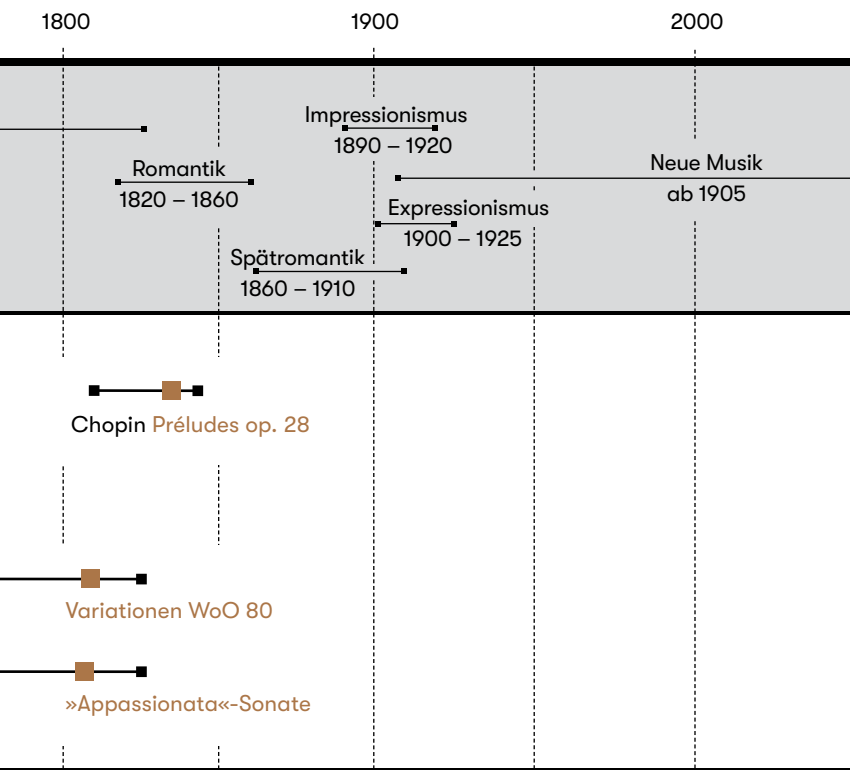 1800
1900
2000
Impressionismus
1890 – 1920
Romantik
1820 – 1860
Neue Musik
ab 1905
Expressionismus
1900 – 1925
Spätromantik
1860 – 1910
Chopin Préludes op. 28
Variationen WoO 80
»Appassionata«-Sonate